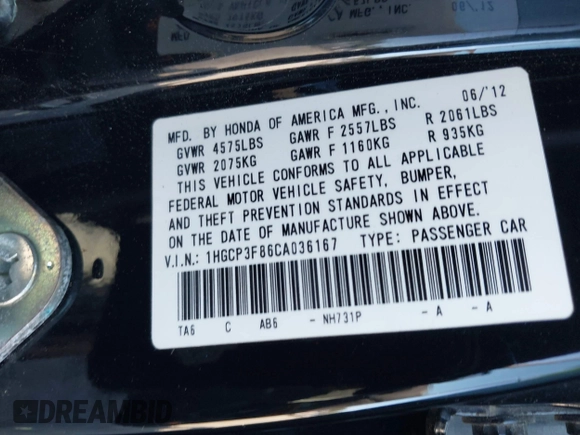 MFD. BY HONDA OF AMERICA MFG., INC. 06/'12
GVWR 4575LBS GAWR F 2557LBS R 2061LBS
GVWR 2075KG GAWR F 1160KG R 935KG
THIS VEHICLE CONFORMS TO ALL APPLICABLE
FEDERAL MOTOR VEHICLE SAFETY, BUMPER,
AND THEFT PREVENTION STANDARDS IN EFFECT
ON THE DATE OF MANUFACTURE SHOWN ABOVE.
V.I.N.: 1HGCP3F86CA036167 TYPE: PASSENGER CAR
TA6 C AB6 - NH731P - A - A
DREAMBID